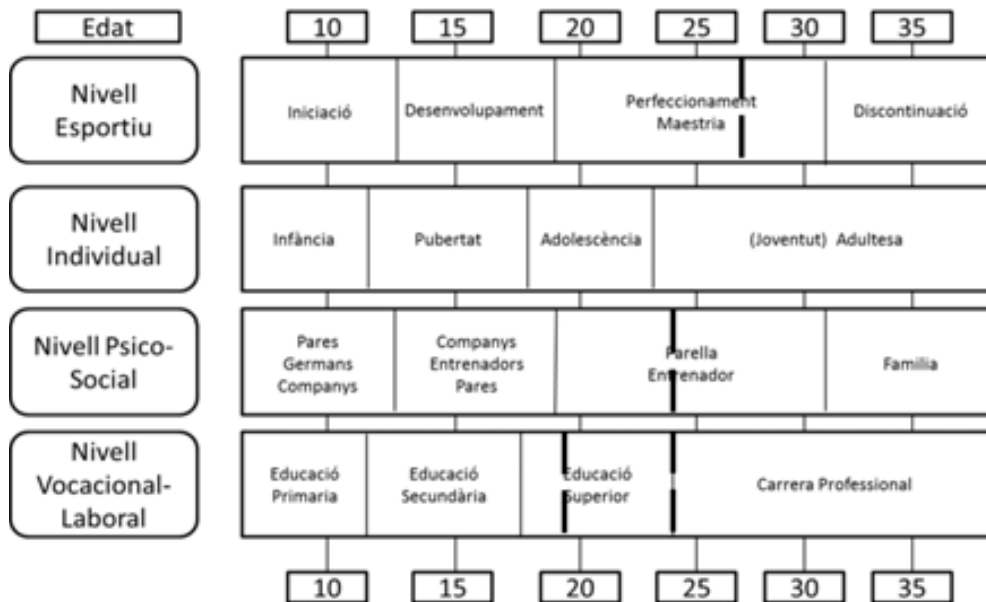 Edat
10 15 20 25 30 35
Nivell
Esportiu
Iniciació
Desenvolupament
Perfeccionament
Maestria
Discontinuació
Nivell
Individual
Infància
Pubertat
Adolescència
(Joventut) Adultesa
Nivell Psico-
Social
Pares
Germans
Companys
Companys
Entrenadors
Pares
Parella
Entrenador
Familia
Nivell
Vocacional-
Laboral
Educació
Primaria
Educació
Secundària
Educació
Superior
Carrera Professional
10 15 20 25 30 35